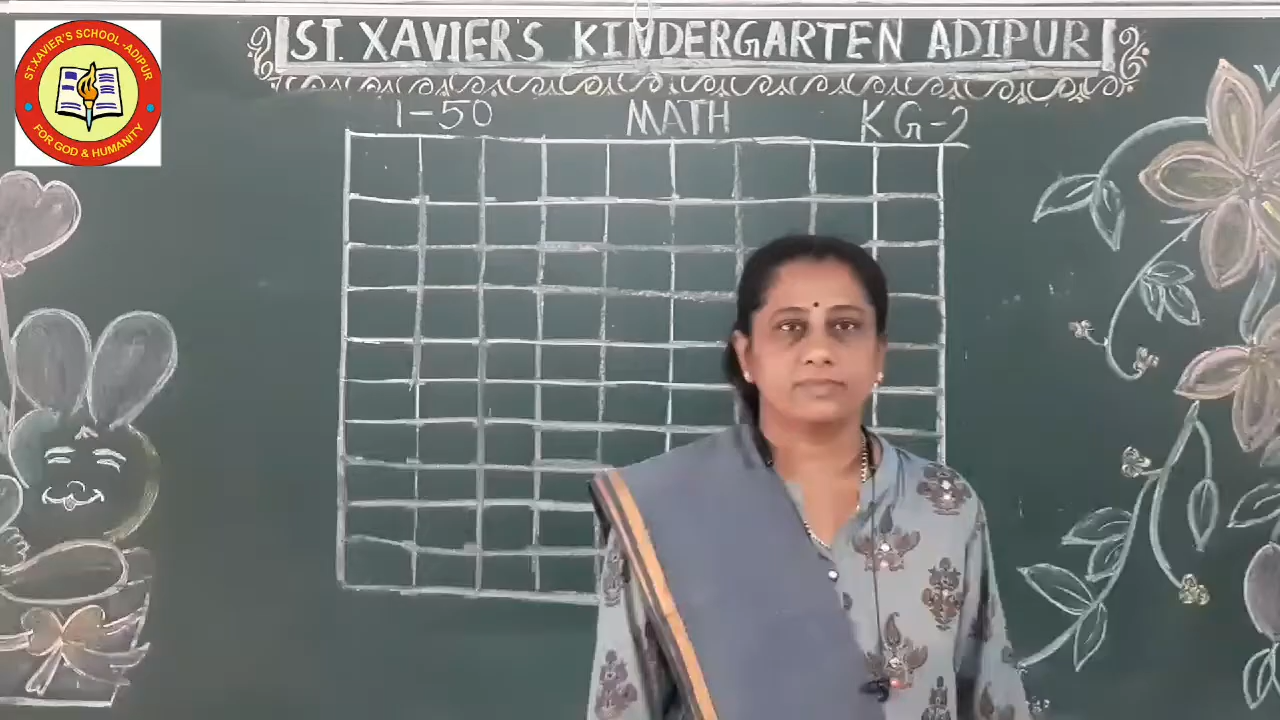 ST. XAVIER'S KINDERGARTEN ADIPUR
ST.XAVIER'S SCHOOL-ADIPUR
FOR GOD & HUMANITY
1-50 MATH KG-2